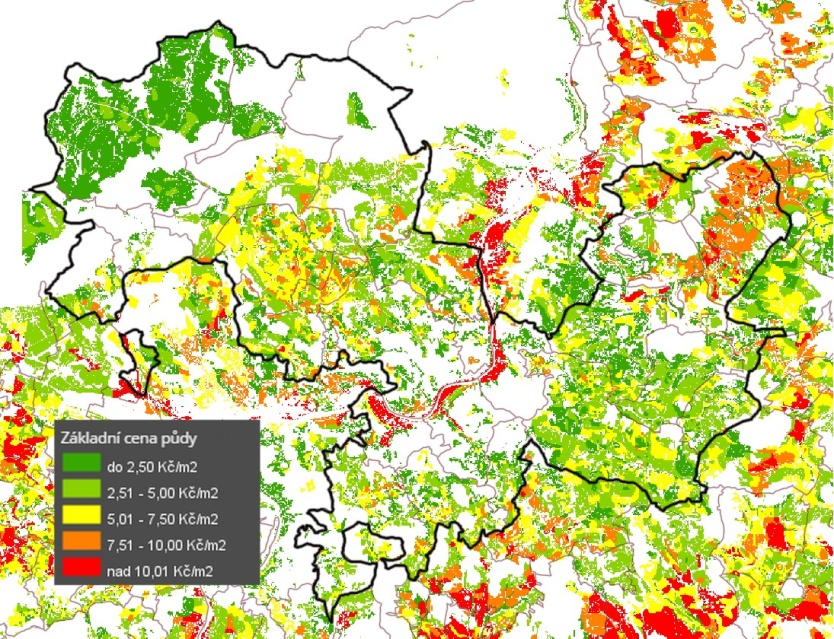 Základní cena půdy
do 2,50 Kč/m2
2,51 - 5,00 Kč/m2
5,01 - 7,50 Kč/m2
7,51 - 10,00 Kč/m2
nad 10,01 Kč/m2